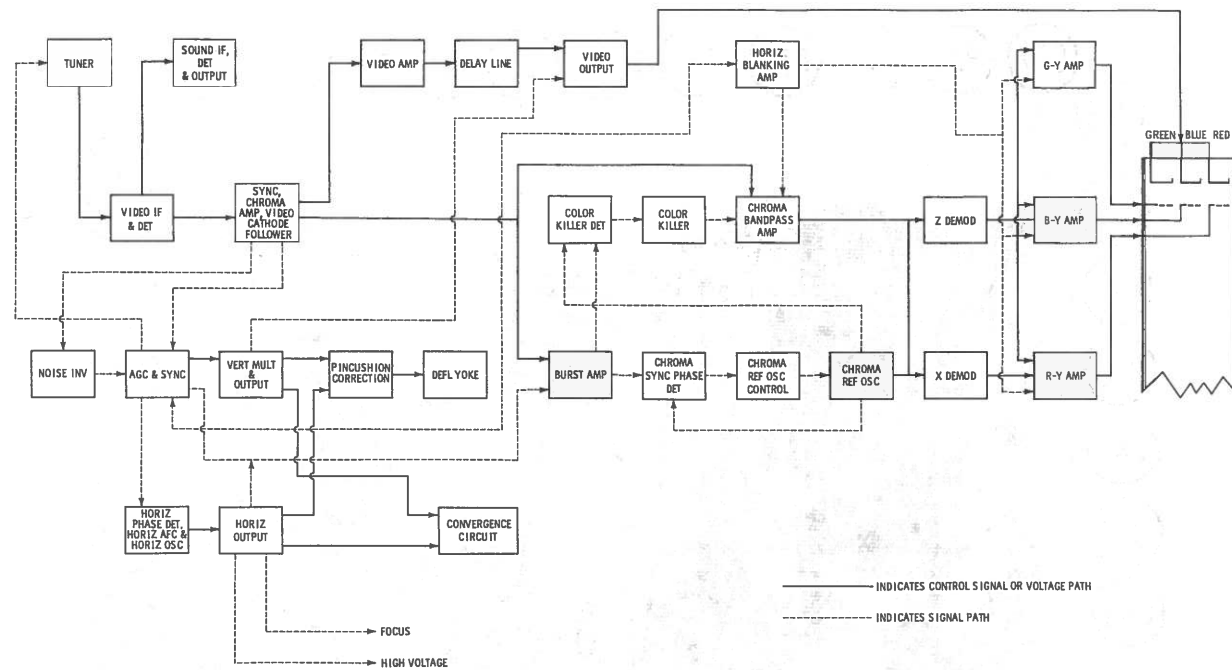 TUNER
SOUND IF,
DET
& OUTPUT
VIDEO AMP
DELAY LINE
VIDEO
OUTPUT
HORIZ
BLANKING
AMP
G-Y AMP
GREEN BLUE RED
VIDEO IF
& DET
SYNC,
CHROMA
AMP, VIDEO
CATHODE
FOLLOWER
COLOR
KILLER DET
COLOR
KILLER
CHROMA
BANDPASS
AMP
Z DEMOD
B-Y AMP
NOISE INV
AGC & SYNC
VERT MULT
& OUTPUT
PINCUSHION
CORRECTION
DEFL YOKE
BURST AMP
CHROMA
SYNC PHASE
DET
CHROMA
REF OSC
CONTROL
CHROMA
REF OSC
X DEMOD
R-Y AMP
HORIZ
PHASE DET,
HORIZ AFC &
HORIZ OSC
HORIZ
OUTPUT
CONVERGENCE
CIRCUIT
INDICATES CONTROL SIGNAL OR VOLTAGE PATH
INDICATES SIGNAL PATH
FOCUS
HIGH VOLTAGE